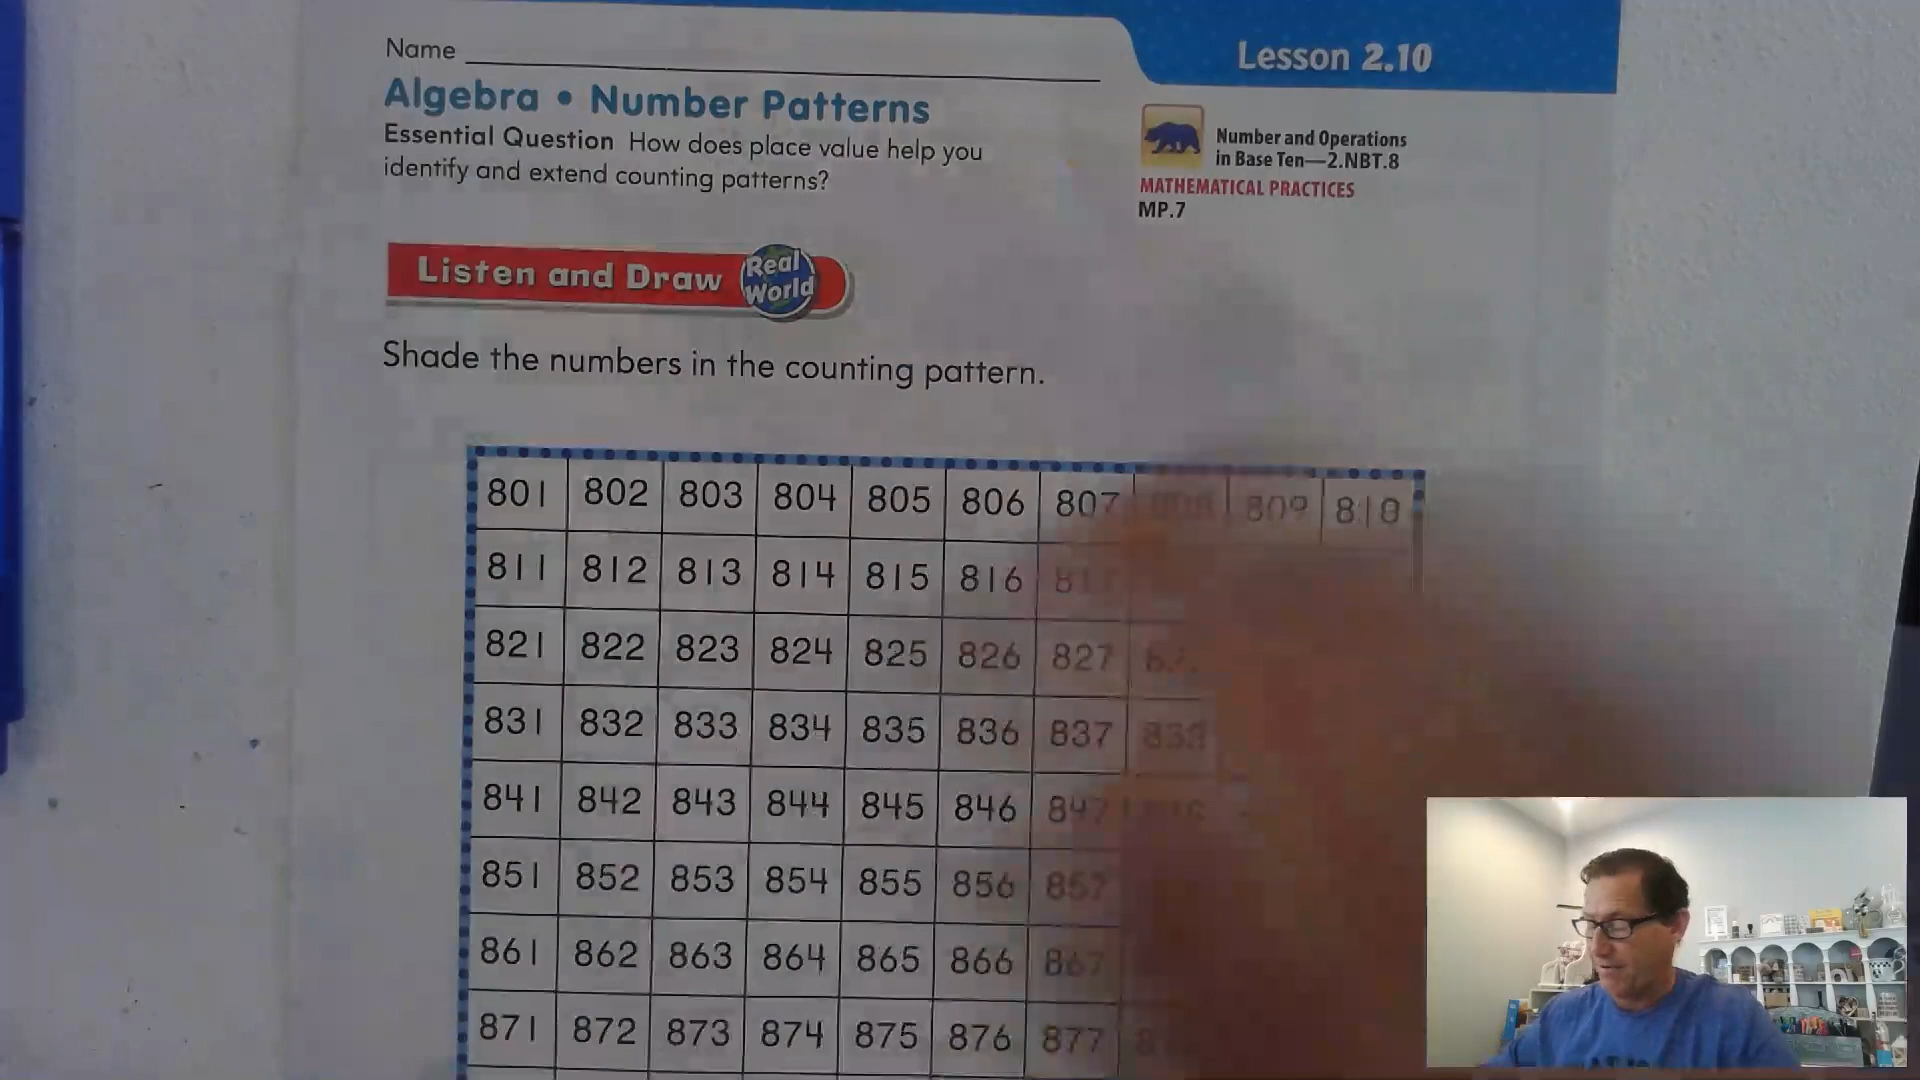 Name
Lesson 2.10
Algebra • Number Patterns
Essential Question How does place value help you
identify and extend counting patterns?
Number and Operations
in Base Ten—2.NBT.8
MATHEMATICAL PRACTICES
MP.7
Listen and Draw
Real
World
Shade the numbers in the counting pattern.
801 802 803 804 805 806 807 809
811 812 813 814 815 816
821 822 823 824 825 826 827
831 832 833 834 835 836 837 838
841 842 843 844 845 846 847
851 852 853 854 855 856 857
861 862 863 864 865 866 867
871 872 873 874 875 876 877